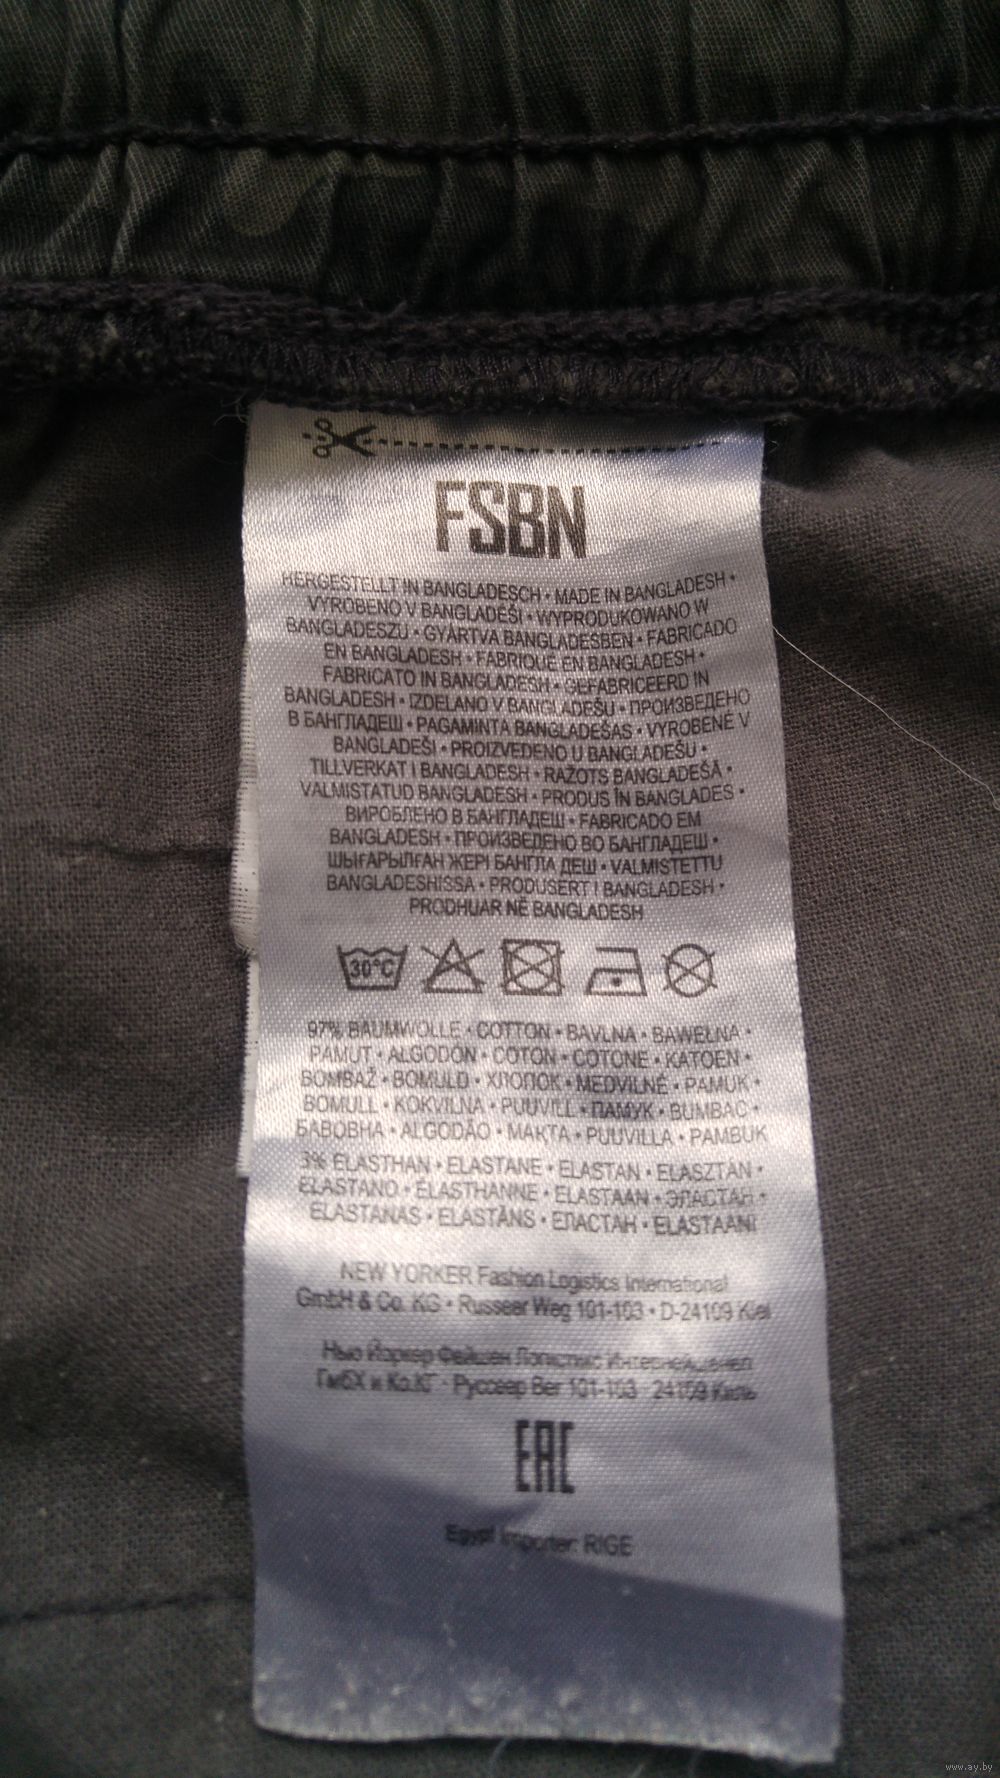 FSBN
HERGESTELLT IN BANGLADESCH • MADE IN BANGLADESH •
VYROBENO V BANGLADÉŠI • WYPRODUKOWANO W
BANGLADESZU • GYÁRTVA BANGLADESBEN • FABRICADO
EN BANGLADESH • FABRIQUÉ EN BANGLADESH •
FABRICATO IN BANGLADESH • GEFABRICEERD IN
BANGLADESH • IZDELANO V BANGLADEŠU • ПРОИЗВЕДЕНО
В БАНГЛАДЕШ • PAGAMINTA BANGLADEŠAS • VYROBENÉ V
BANGLADEŠI • PROIZVEDENO U BANGLADEŠU •
TILLVERKAT I BANGLADESH • RAŽOTS BANGLADEŠĀ •
VALMISTATUD BANGLADESH • PRODUS ÎN BANGLADES •
ВИРОБЛЕНО В БАНГЛАДЕШ • FABRICADO EM
BANGLADESH • ПРОИЗВЕДЕНО ВО БАНГЛАДЕШ •
ШЫҒАРЫЛҒАН ЖЕРІ БАНГЛА ДЕШ • VALMISTETTU
BANGLADESHISSA • PRODUSERT I BANGLADESH •
PRODHUAR NË BANGLADESH
30°C
97% BAUMWOLLE • COTTON • BAVLNA • BAWEŁNA •
PAMUT • ALGODÓN • COTON • COTONE • KATOEN •
BOMBAŽ • BOMULD • ХЛОПОК • MEDVILNĖ • PAMUK •
BOMULL • KOKVILNA • PUUVILL • ПАМУК • BUMBAC •
БАВОВНА • ALGODÃO • МАКТА • PUUVILLA • PAMBUK
3% ELASTHAN • ELASTANE • ELASTAN • ELASZTÁN •
ELASTANO • ÉLASTHANNE • ELASTAAN • ЭЛАСТАН •
ELASTANAS • ELASTĀNS • ЕЛАСТАН • ELASTAANI
NEW YORKER Fashion Logistics International
GmbH & Co. KG • Russeer Weg 101-103 • D-24109 Kiel
Нью Йоркер Фейшен Логистикс Интернейшенел
ГмбХ и Ко.КГ • Руссеер Вег 101-103 • 24109 Киль
EAC
Egypt Importer: RIGE
www.ay.by